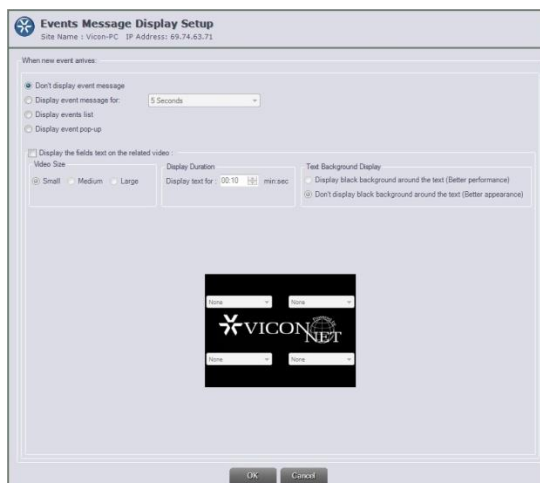 Events Message Display Setup
Site Name : Vicon-PC IP Address: 69.74.63.71
When new event arrives:
Don't display event message
Display event message for: 5 Seconds
Display events list
Display event pop-up
Display the fields text on the related video :
Video Size Display Duration Text Background Display
Small Medium Large Display text for : 00:10 min:sec Display black background around the text (Better performance)
Don't display black background around the text (Better appearance)
None None
VICON NET
None None
OK Cancel